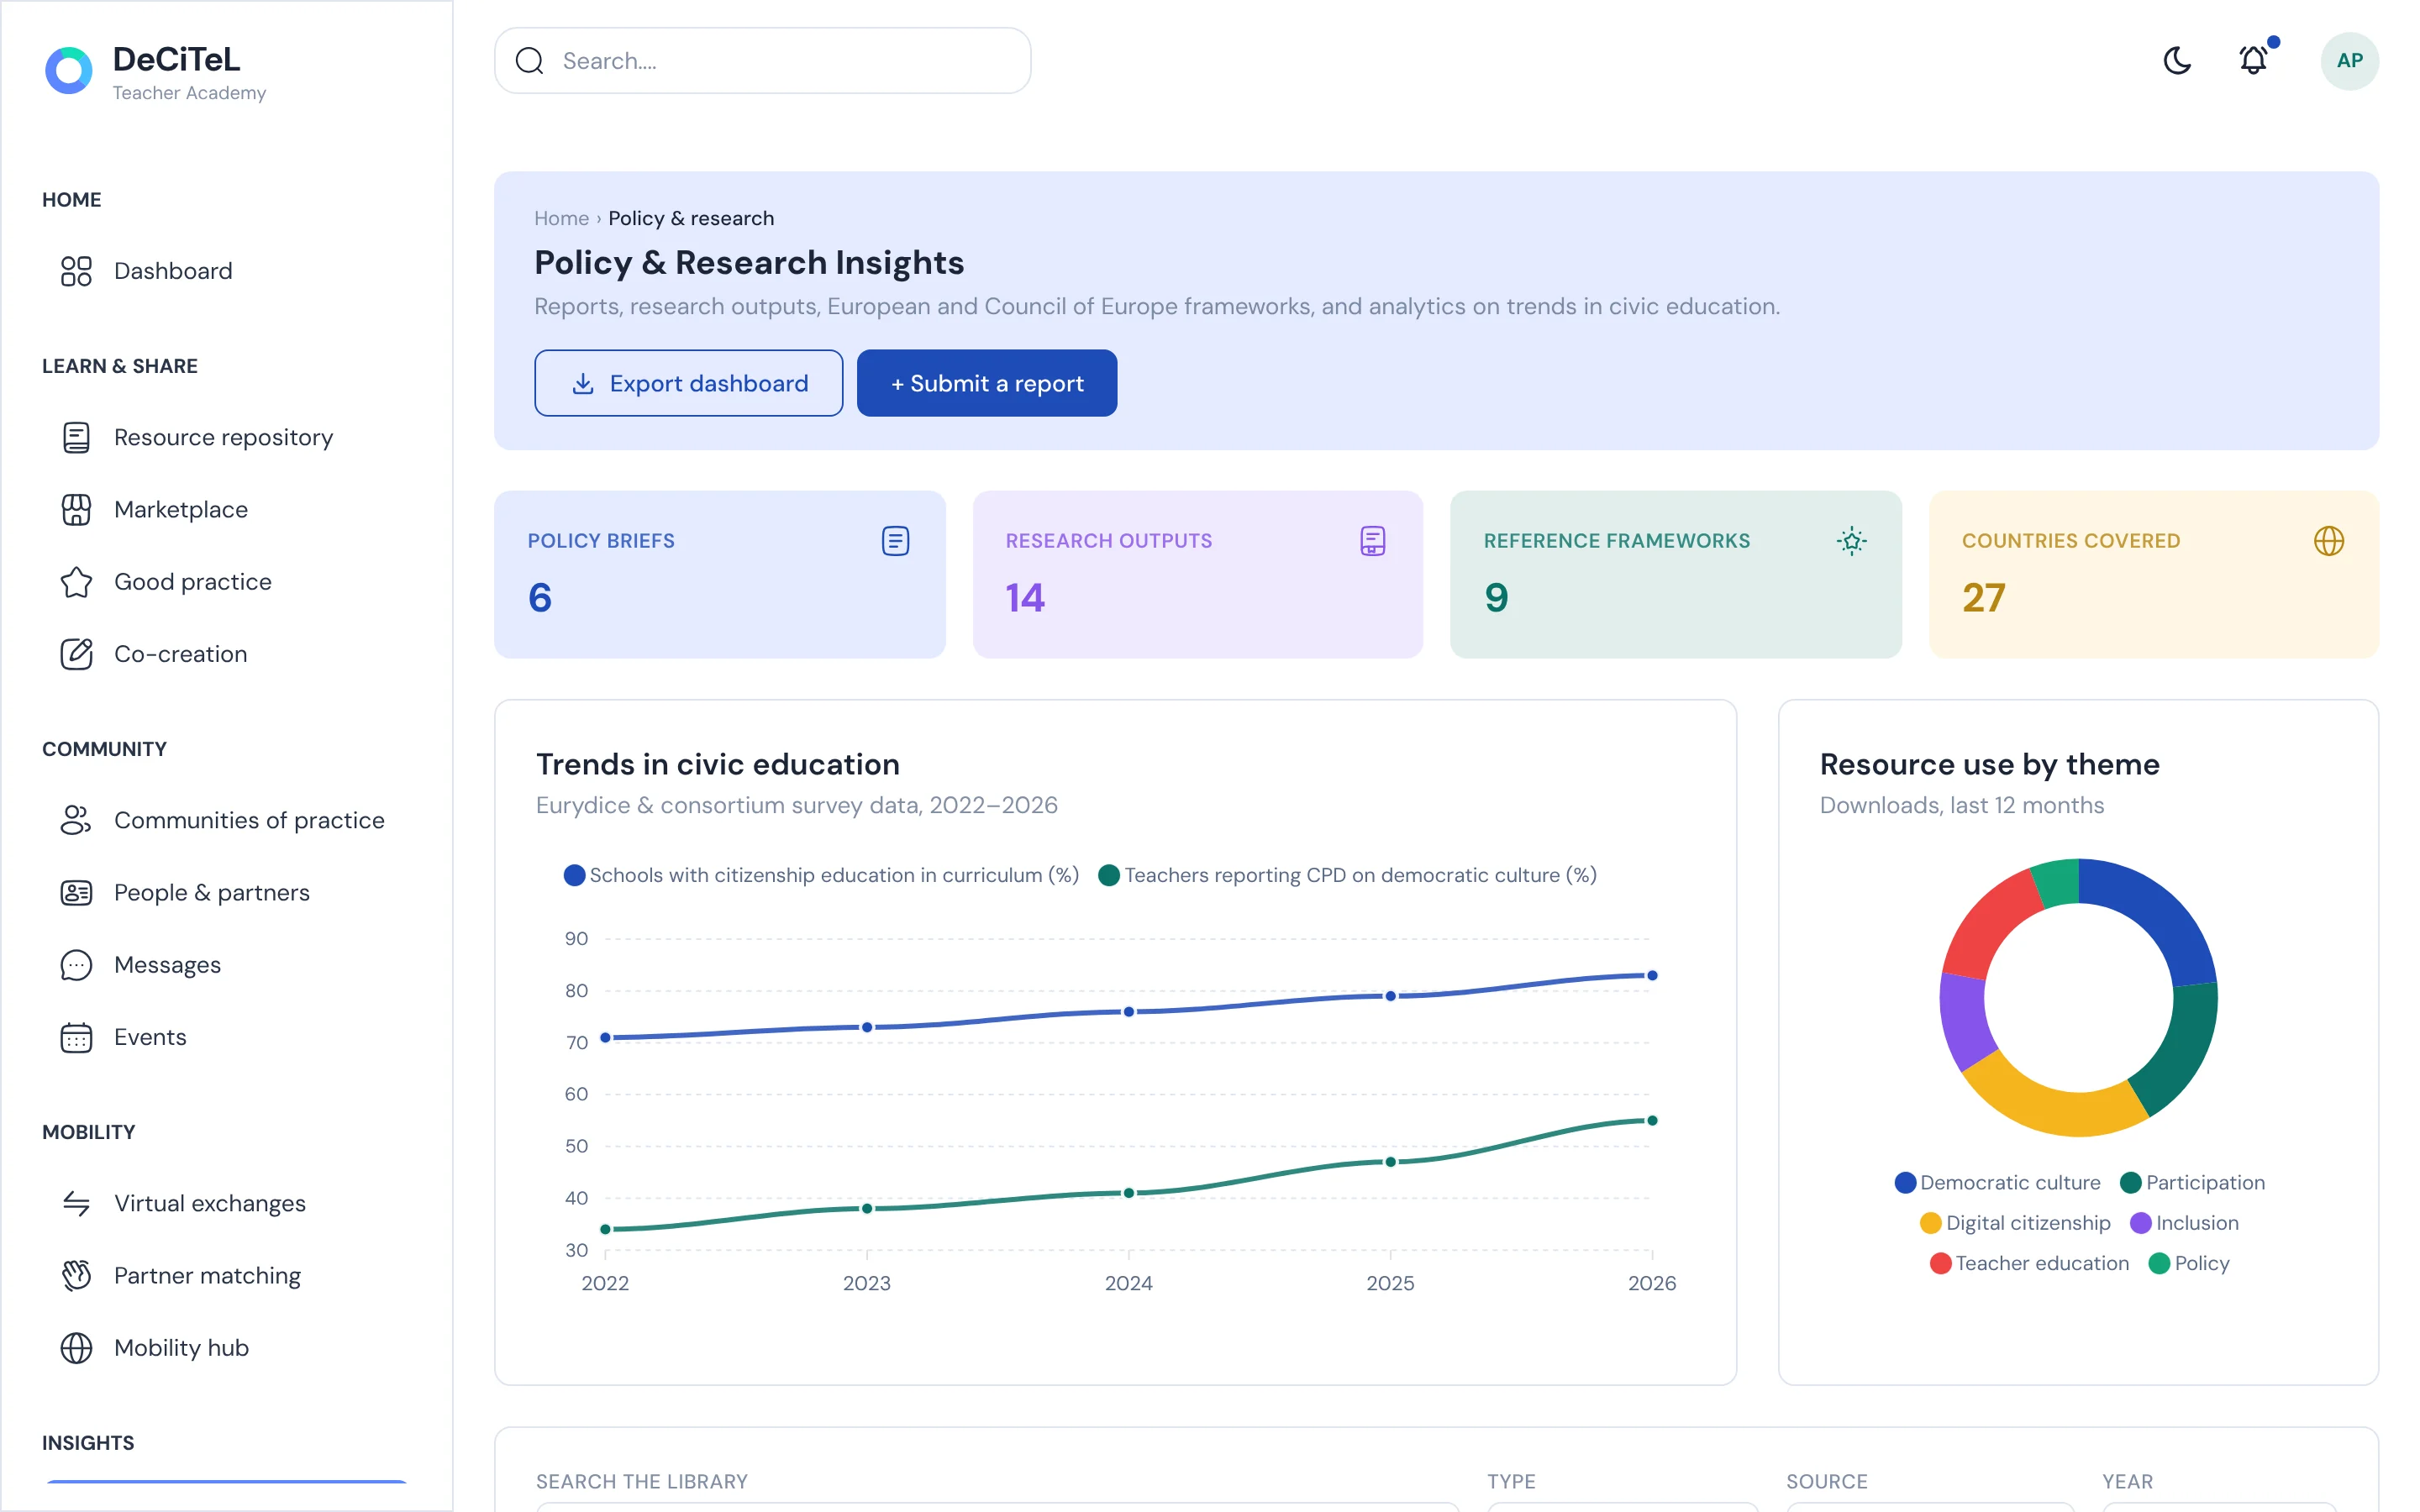 DeCiTeL
Teacher Academy
HOME
Dashboard
LEARN & SHARE
Resource repository
Marketplace
Good practice
Co-creation
COMMUNITY
Communities of practice
People & partners
Messages
Events
MOBILITY
Virtual exchanges
Partner matching
Mobility hub
INSIGHTS
Search....
AP
Home › Policy & research
Policy & Research Insights
Reports, research outputs, European and Council of Europe frameworks, and analytics on trends in civic education.
Export dashboard
+ Submit a report
POLICY BRIEFS
6
RESEARCH OUTPUTS
14
REFERENCE FRAMEWORKS
9
COUNTRIES COVERED
27
Trends in civic education
Eurydice & consortium survey data, 2022–2026
Schools with citizenship education in curriculum (%) Teachers reporting CPD on democratic culture (%)
90
80
70
60
50
40
30
2022 2023 2024 2025 2026
Resource use by theme
Downloads, last 12 months
Democratic culture Participation
Digital citizenship Inclusion
Teacher education Policy
SEARCH THE LIBRARY TYPE SOURCE YEAR